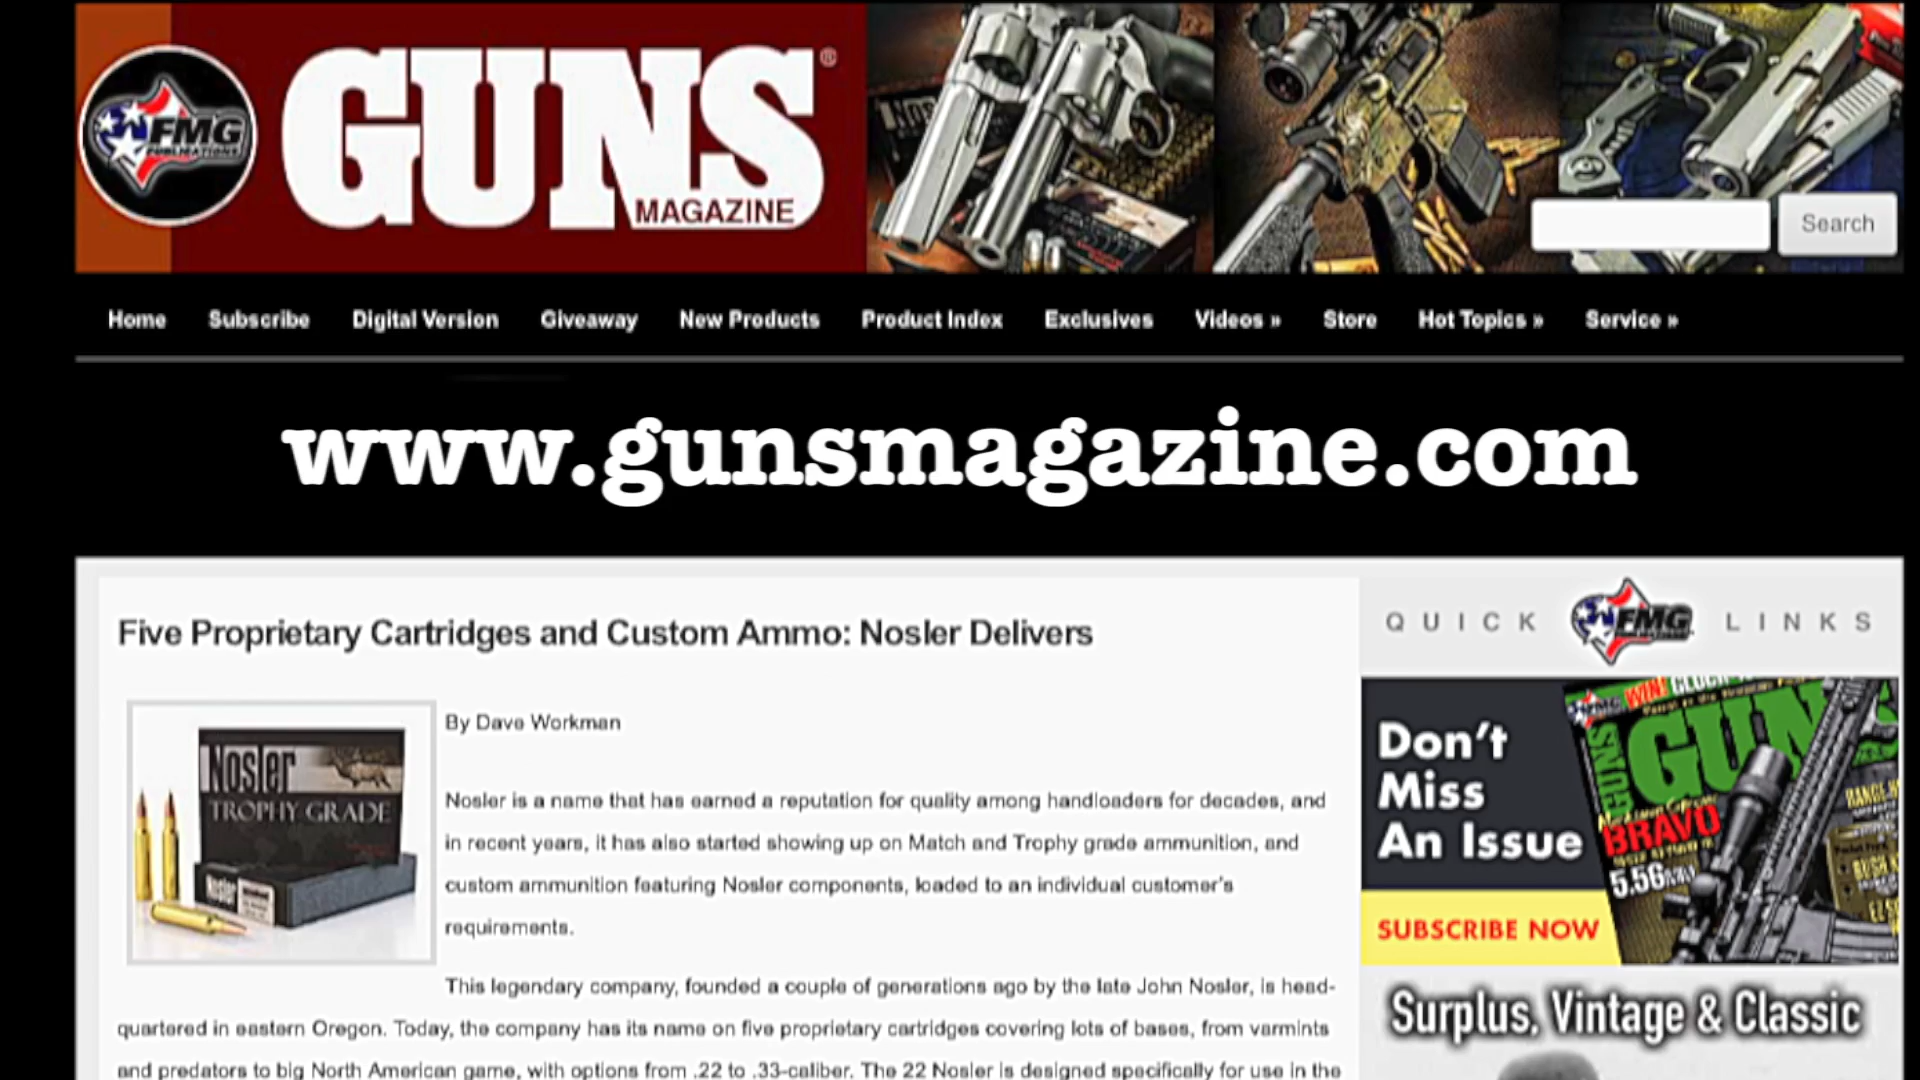 FMG
PUBLICATIONS
GUNS®
MAGAZINE
Search
Home Subscribe Digital Version Giveaway New Products Product Index Exclusives Videos » Store Hot Topics » Service »
www.gunsmagazine.com
Five Proprietary Cartridges and Custom Ammo: Nosler Delivers
QUICK FMG LINKS
By Dave Workman
Nosler
TROPHY GRADE
Nosler
Nosler is a name that has earned a reputation for quality among handloaders for decades, and
in recent years, it has also started showing up on Match and Trophy grade ammunition, and
custom ammunition featuring Nosler components, loaded to an individual customer's
requirements.
This legendary company, founded a couple of generations ago by the late John Nosler, is head-
quartered in eastern Oregon. Today, the company has its name on five proprietary cartridges covering lots of bases, from varmints
and predators to big North American game, with options from .22 to .33-caliber. The 22 Nosler is designed specifically for use in the
Don't
Miss
An Issue
SUBSCRIBE NOW
WIN!
GUNS
GUNS
BRAVO
5.56
Surplus, Vintage & Classic